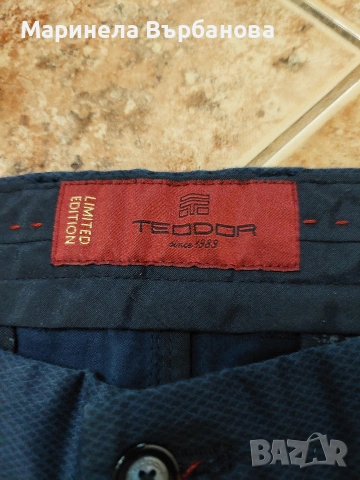 Маринела Върбанова
LIMITED
EDITION
TEODOR
since 1989
BAZAR